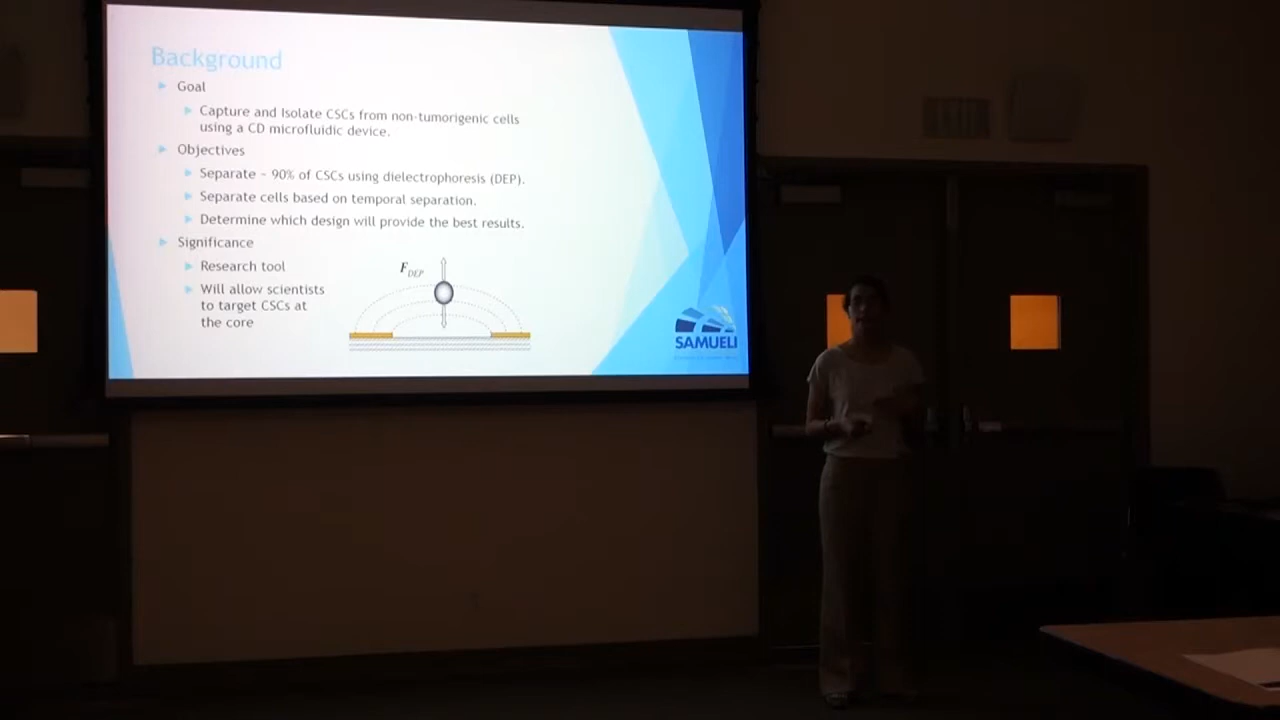 Background
Goal
Capture and Isolate CSCs from non-tumorigenic cells
using a CD microfluidic device.
Objectives
Separate ~ 90% of CSCs using dielectrophoresis (DEP).
Separate cells based on temporal separation.
Determine which design will provide the best results.
Significance
Research tool
Will allow scientists
to target CSCs at
the core
F DEP
SAMUELI